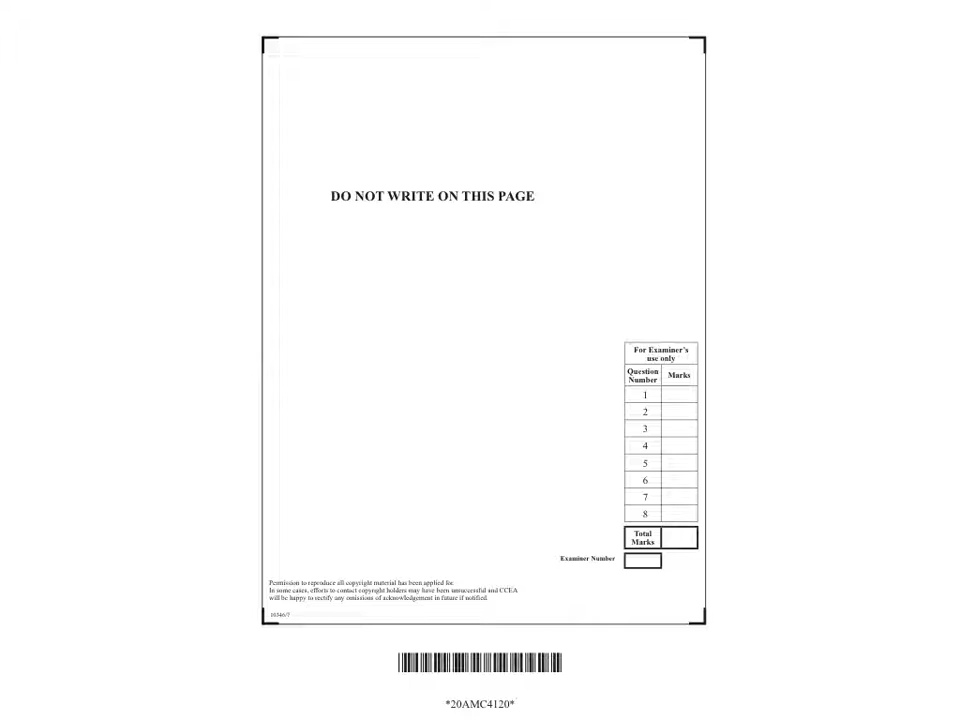 DO NOT WRITE ON THIS PAGE
For Examiner's
use only
Question
Number
Marks
1
2
3
4
5
6
7
8
Total
Marks
Examiner Number
Permission to reproduce all copyright material has been applied for.
In some cases, efforts to contact copyright holders may have been unsuccessful and CCEA
will be happy to rectify any omissions of acknowledgement in future if notified.
10346/7
*20AMC4120*